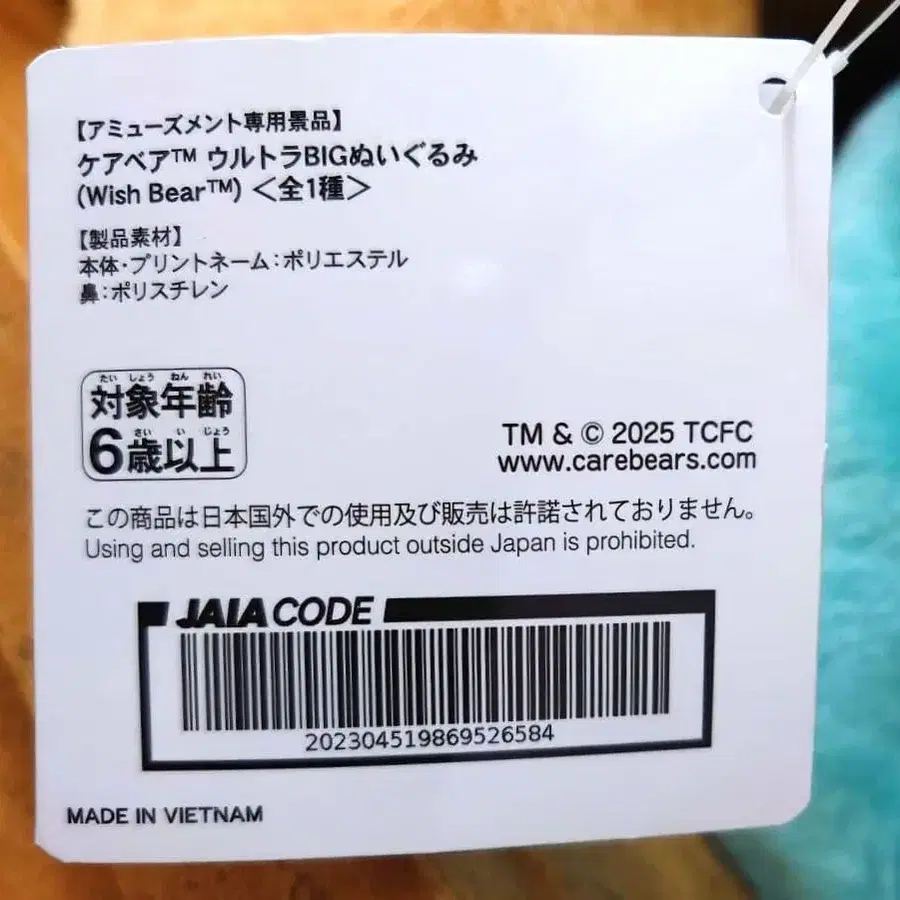 【アミューズメント専用景品】
ケアベア™ ウルトラBIGぬいぐるみ
(Wish Bear™) <全1種>
【製品素材】
本体・プリントネーム：ポリエステル
鼻：ポリスチレン
たい しょう ねん れい
対象年齢
さい い じょう
6歳以上
TM & © 2025 TCFC
www.carebears.com
この商品は日本国外での使用及び販売は許諾されておりません。
Using and selling this product outside Japan is prohibited.
JAIA CODE
202304519869526584
MADE IN VIETNAM